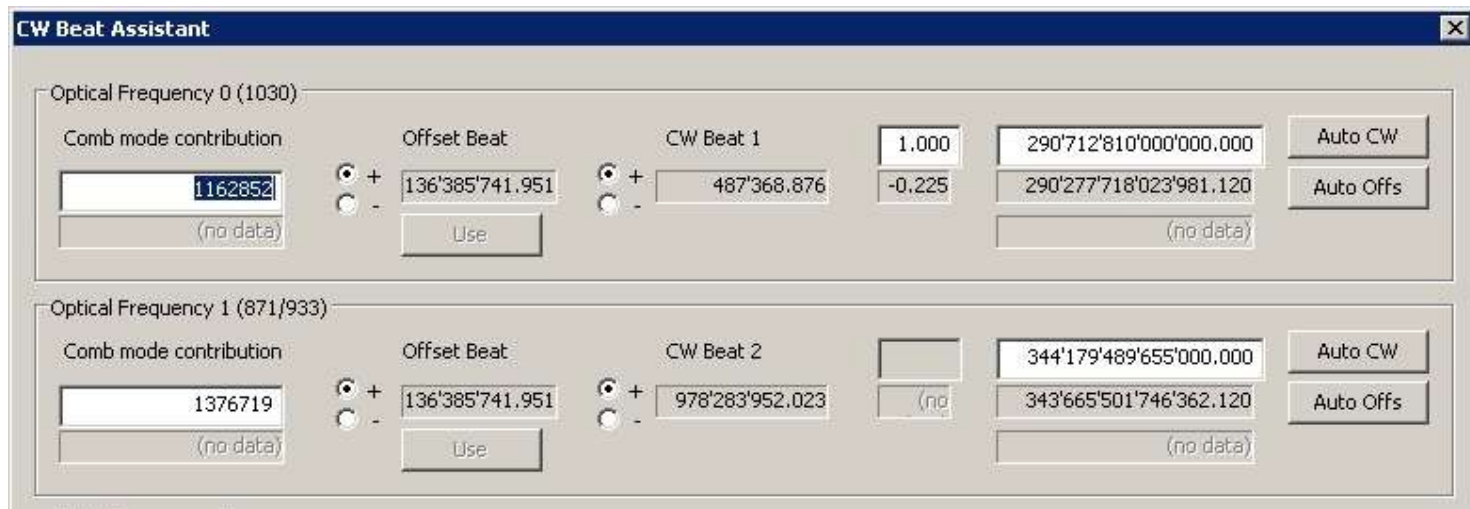 CW Beat Assistant
Optical Frequency 0 (1030)
Comb mode contribution Offset Beat CW Beat 1 1.000 290'712'810'000'000.000 Auto CW
1162852 + - 136'385'741.951 + - 487'368.876 -0.225 290'277'718'023'981.120 Auto Offs
(no data) Use (no data)
Optical Frequency 1 (871/933)
Comb mode contribution Offset Beat CW Beat 2 344'179'489'655'000.000 Auto CW
1376719 + - 136'385'741.951 + - 978'283'952.023 (no 343'665'501'746'362.120 Auto Offs
(no data) Use (no data)